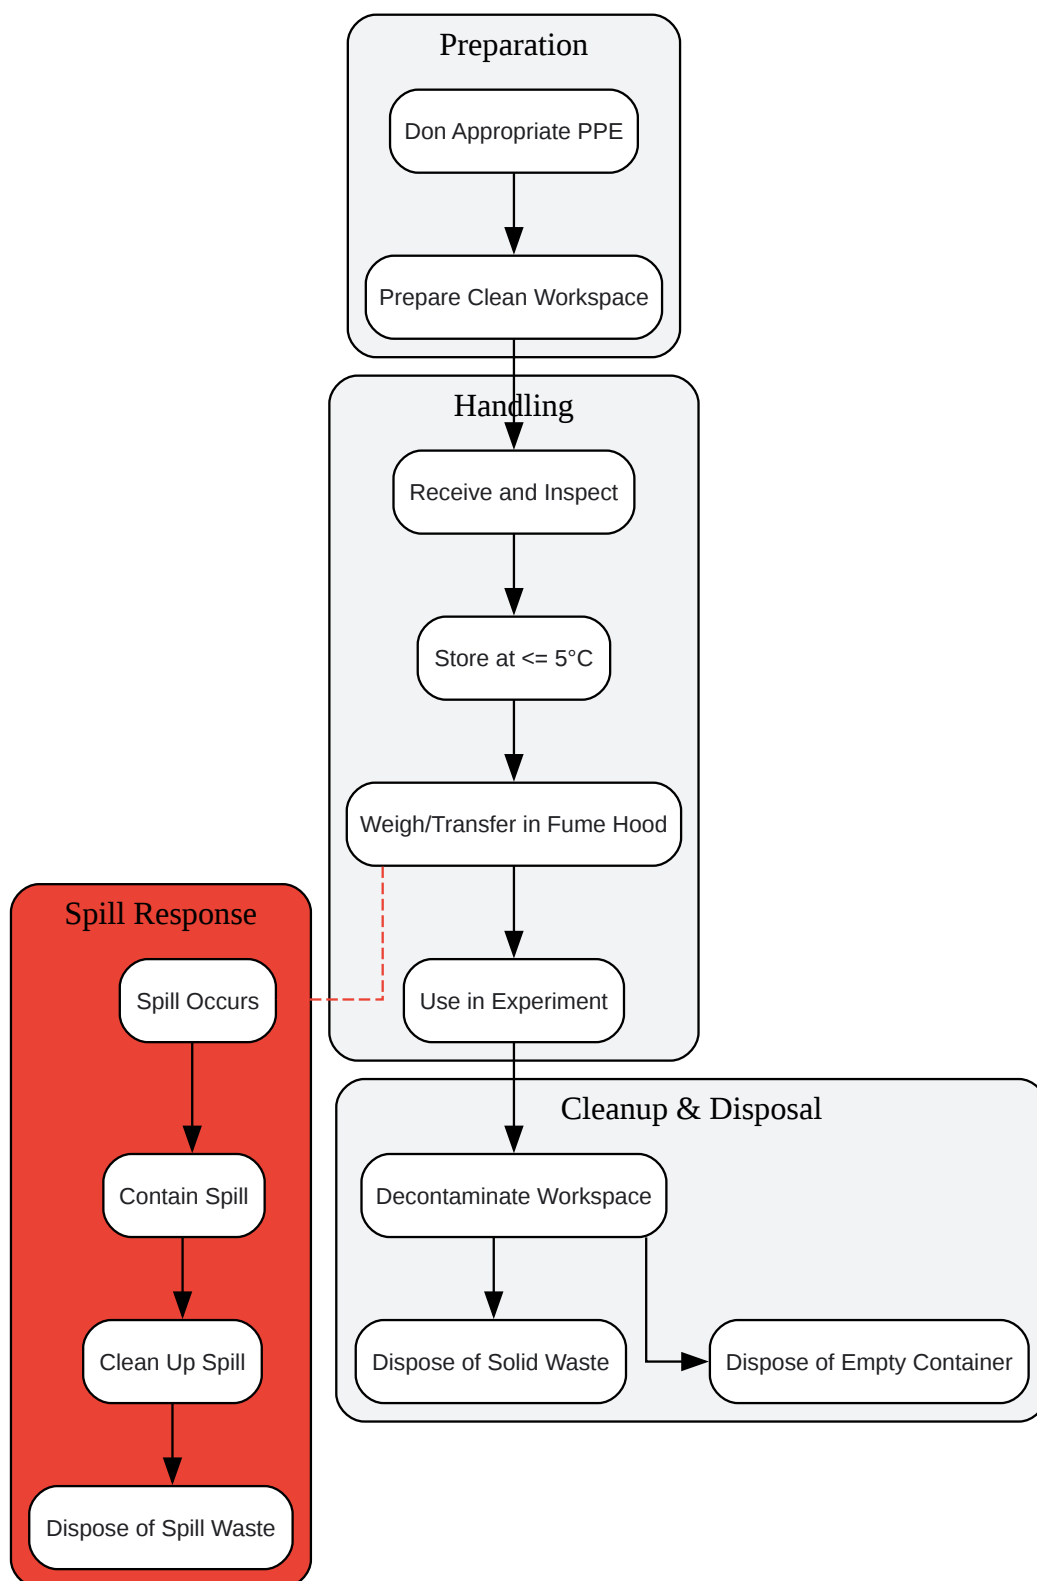 Preparation
Don Appropriate PPE
Prepare Clean Workspace
Handling
Receive and Inspect
Store at <= 5°C
Weigh/Transfer in Fume Hood
Use in Experiment
Spill Response
Spill Occurs
Contain Spill
Clean Up Spill
Dispose of Spill Waste
Cleanup & Disposal
Decontaminate Workspace
Dispose of Solid Waste
Dispose of Empty Container